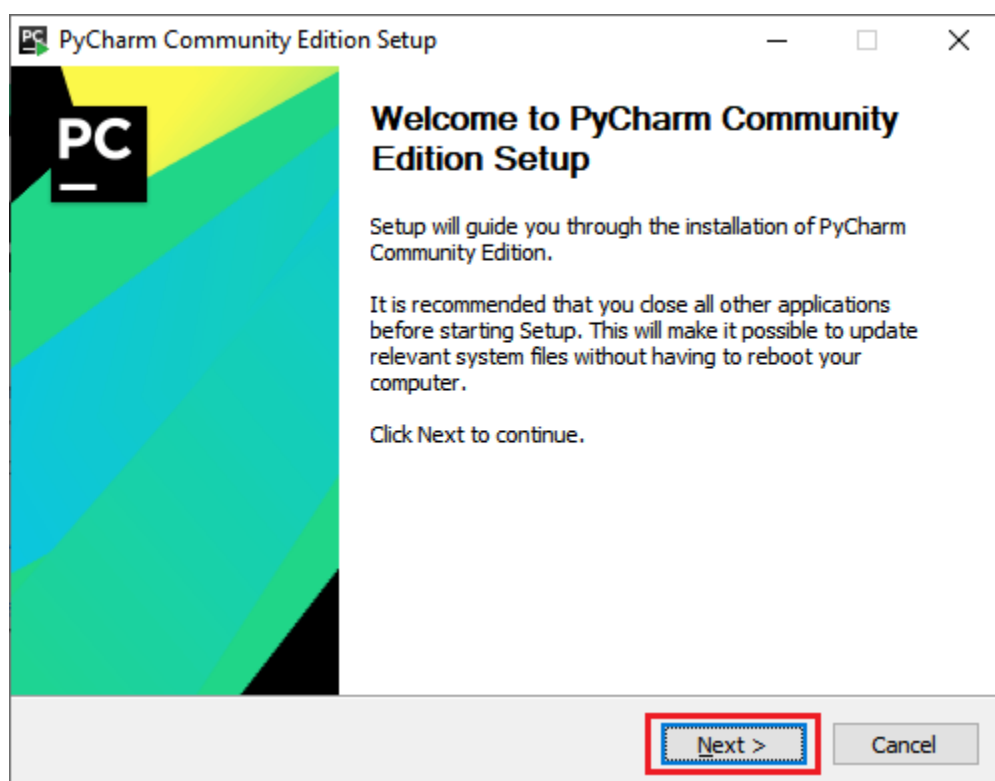 PyCharm Community Edition Setup
PC
Welcome to PyCharm Community
Edition Setup
Setup will guide you through the installation of PyCharm
Community Edition.
It is recommended that you close all other applications
before starting Setup. This will make it possible to update
relevant system files without having to reboot your
computer.
Click Next to continue.
Next >
Cancel